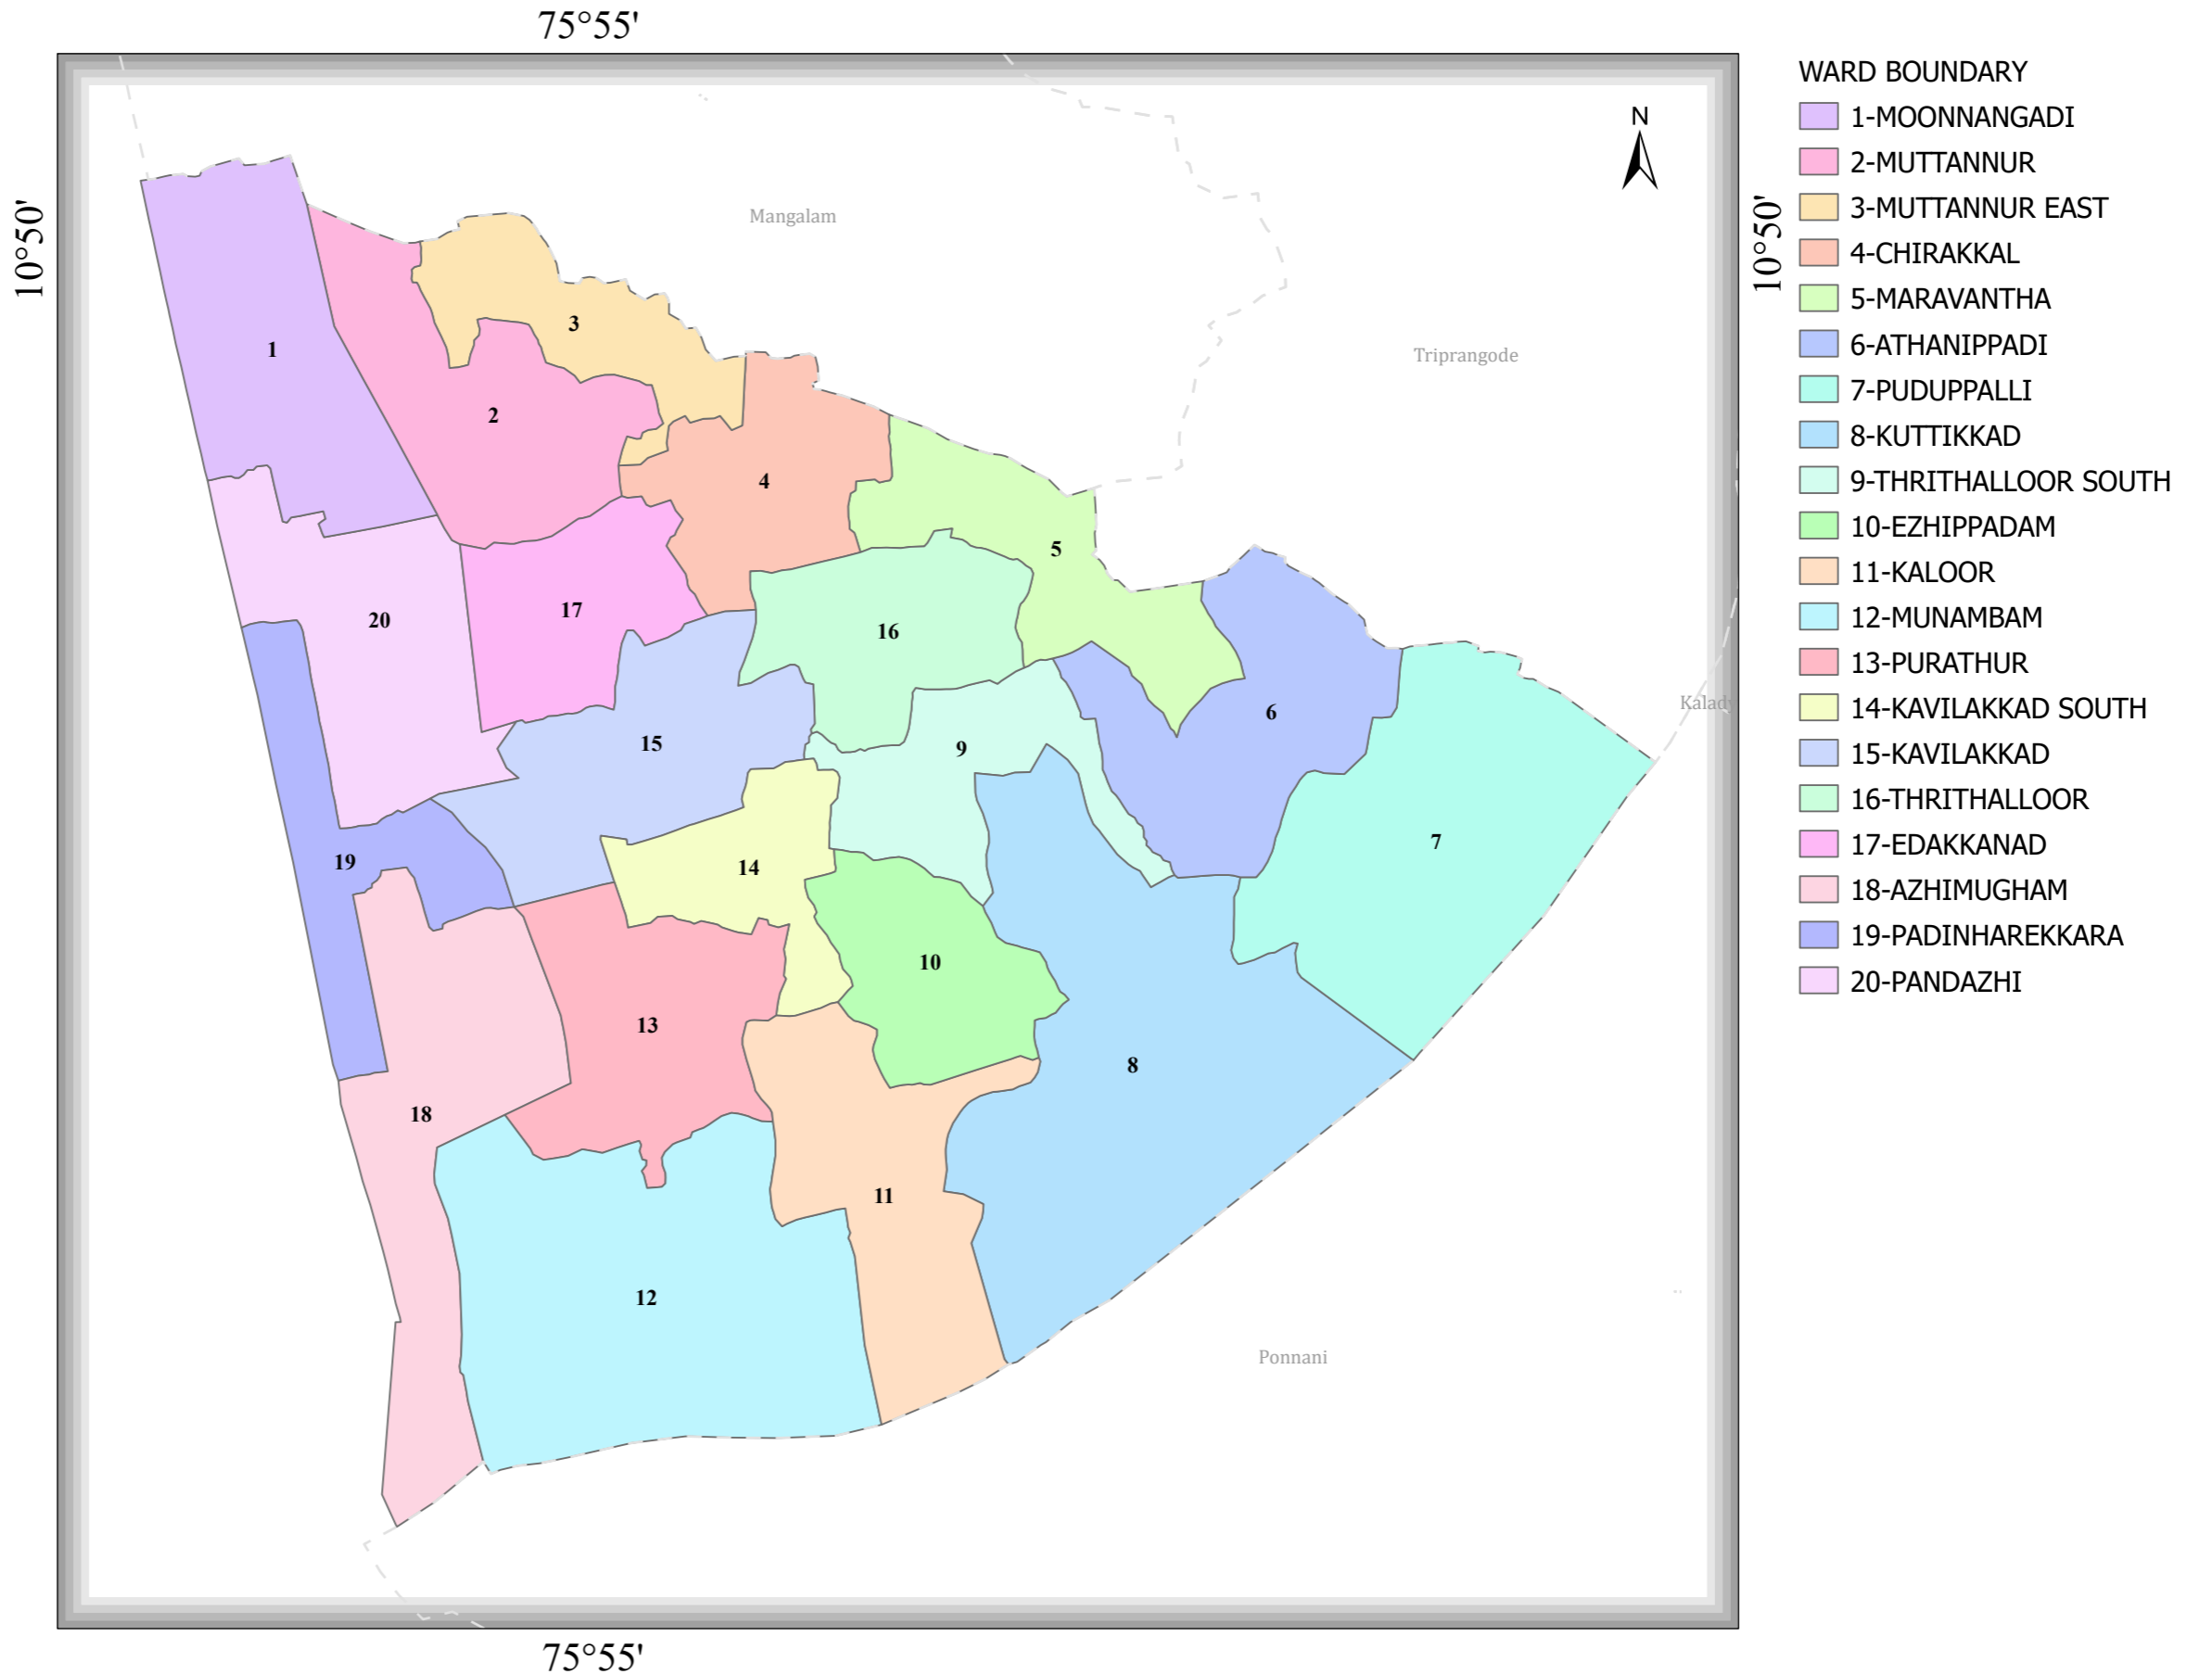 75°55'
10°50'
10°50'
N
Mangalam
Triprangode
Kalad
Ponnani
1
2
3
4
5
6
7
8
9
10
11
12
13
14
15
16
17
18
19
20
75°55'
WARD BOUNDARY
1-MOONNANGADI
2-MUTTANNUR
3-MUTTANNUR EAST
4-CHIRAKKAL
5-MARAVANTHA
6-ATHANIPPADI
7-PUDUPPALLI
8-KUTTIKKAD
9-THRITHALLOOR SOUTH
10-EZHIPPADAM
11-KALOOR
12-MUNAMBAM
13-PURATHUR
14-KAVILAKKAD SOUTH
15-KAVILAKKAD
16-THRITHALLOOR
17-EDAKKANAD
18-AZHIMUGHAM
19-PADINHAREKKARA
20-PANDAZHI